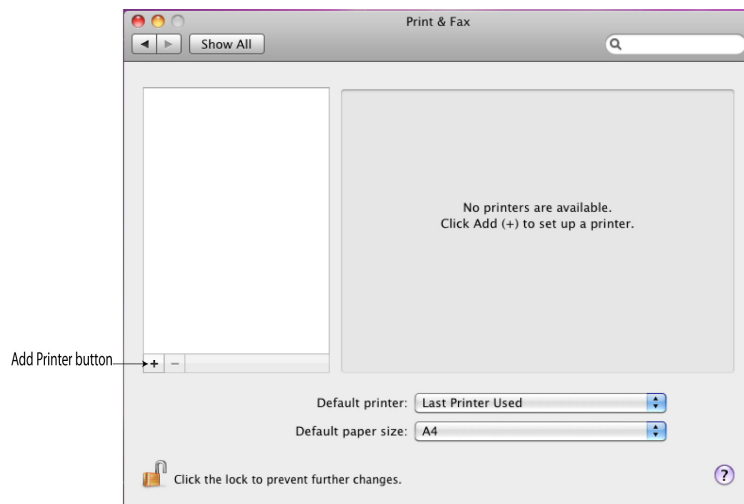 Print & Fax
Show All
No printers are available.
Click Add (+) to set up a printer.
Add Printer button
+ −
Default printer: Last Printer Used
Default paper size: A4
Click the lock to prevent further changes.
?